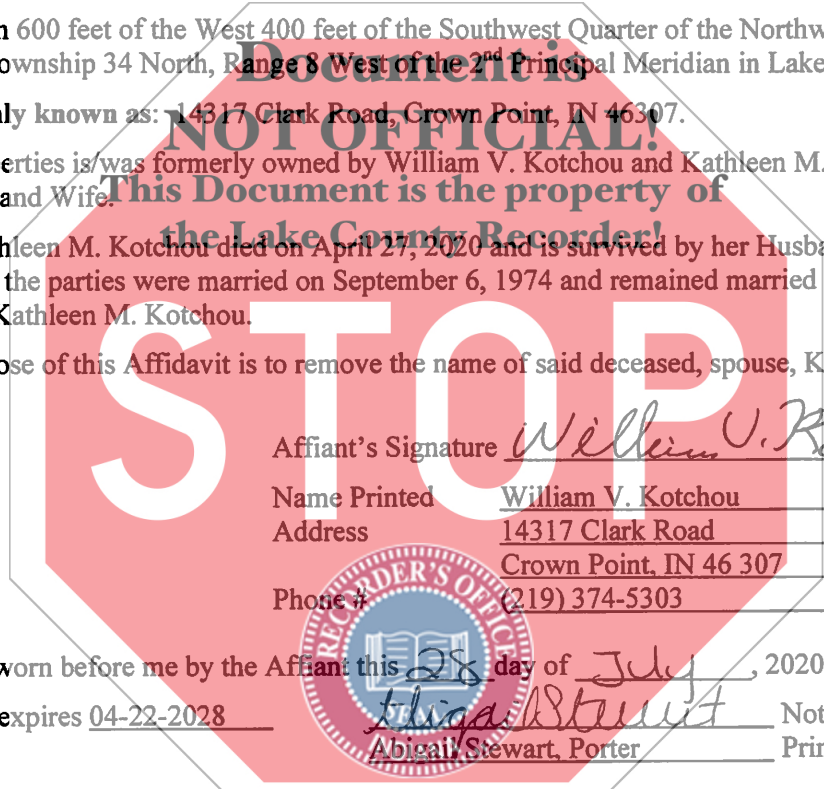 n 600 feet of the West 400 feet of the Southwest Quarter of the Northw
Document is
ownship 34 North, Range 8 West of the 2nd Principal Meridian in Lake
ly known as: 14317 Clark Road, Crown Point, IN 46307.
NOT OFFICIAL!
erties is/was formerly owned by William V. Kotchou and Kathleen M.
and Wife.
This Document is the property of
the Lake County Recorder!
hleen M. Kotchou died on April 27, 2020 and is survived by her Husba
the parties were married on September 6, 1974 and remained married
Kathleen M. Kotchou.
STOP
ose of this Affidavit is to remove the name of said deceased, spouse, K
Affiant's Signature William V. K
Name Printed William V. Kotchou
Address 14317 Clark Road
Crown Point, IN 46 307
Phone # (219) 374-5303
RECORDER'S OFFICE
worn before me by the Affiant this 28 day of July, 2020
expires 04-22-2028 Abigail Stewart Not
Abigail Stewart, Porter Prin